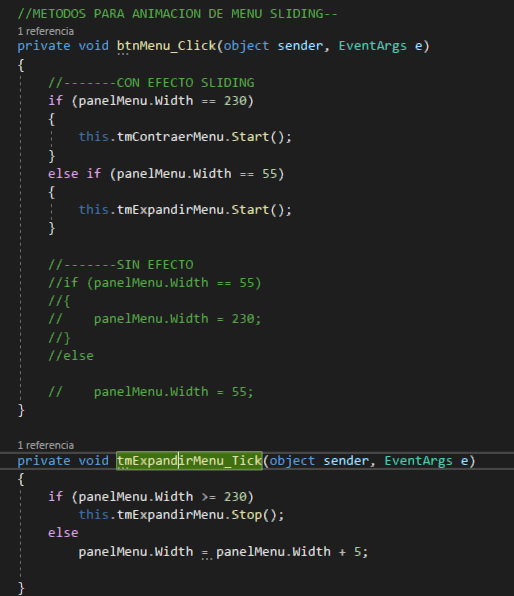 //METODOS PARA ANIMACION DE MENU SLIDING--
1 referencia
private void btnMenu_Click(object sender, EventArgs e)
{
//-------CON EFECTO SLIDING
if (panelMenu.Width == 230)
{
this.tmContraerMenu.Start();
}
else if (panelMenu.Width == 55)
{
this.tmExpandirMenu.Start();
}
//-------SIN EFECTO
//if (panelMenu.Width == 55)
//{
//    panelMenu.Width = 230;
//}
//else
//    panelMenu.Width = 55;
}
1 referencia
private void tmExpandirMenu_Tick(object sender, EventArgs e)
{
if (panelMenu.Width >= 230)
this.tmExpandirMenu.Stop();
else
panelMenu.Width = panelMenu.Width + 5;
}